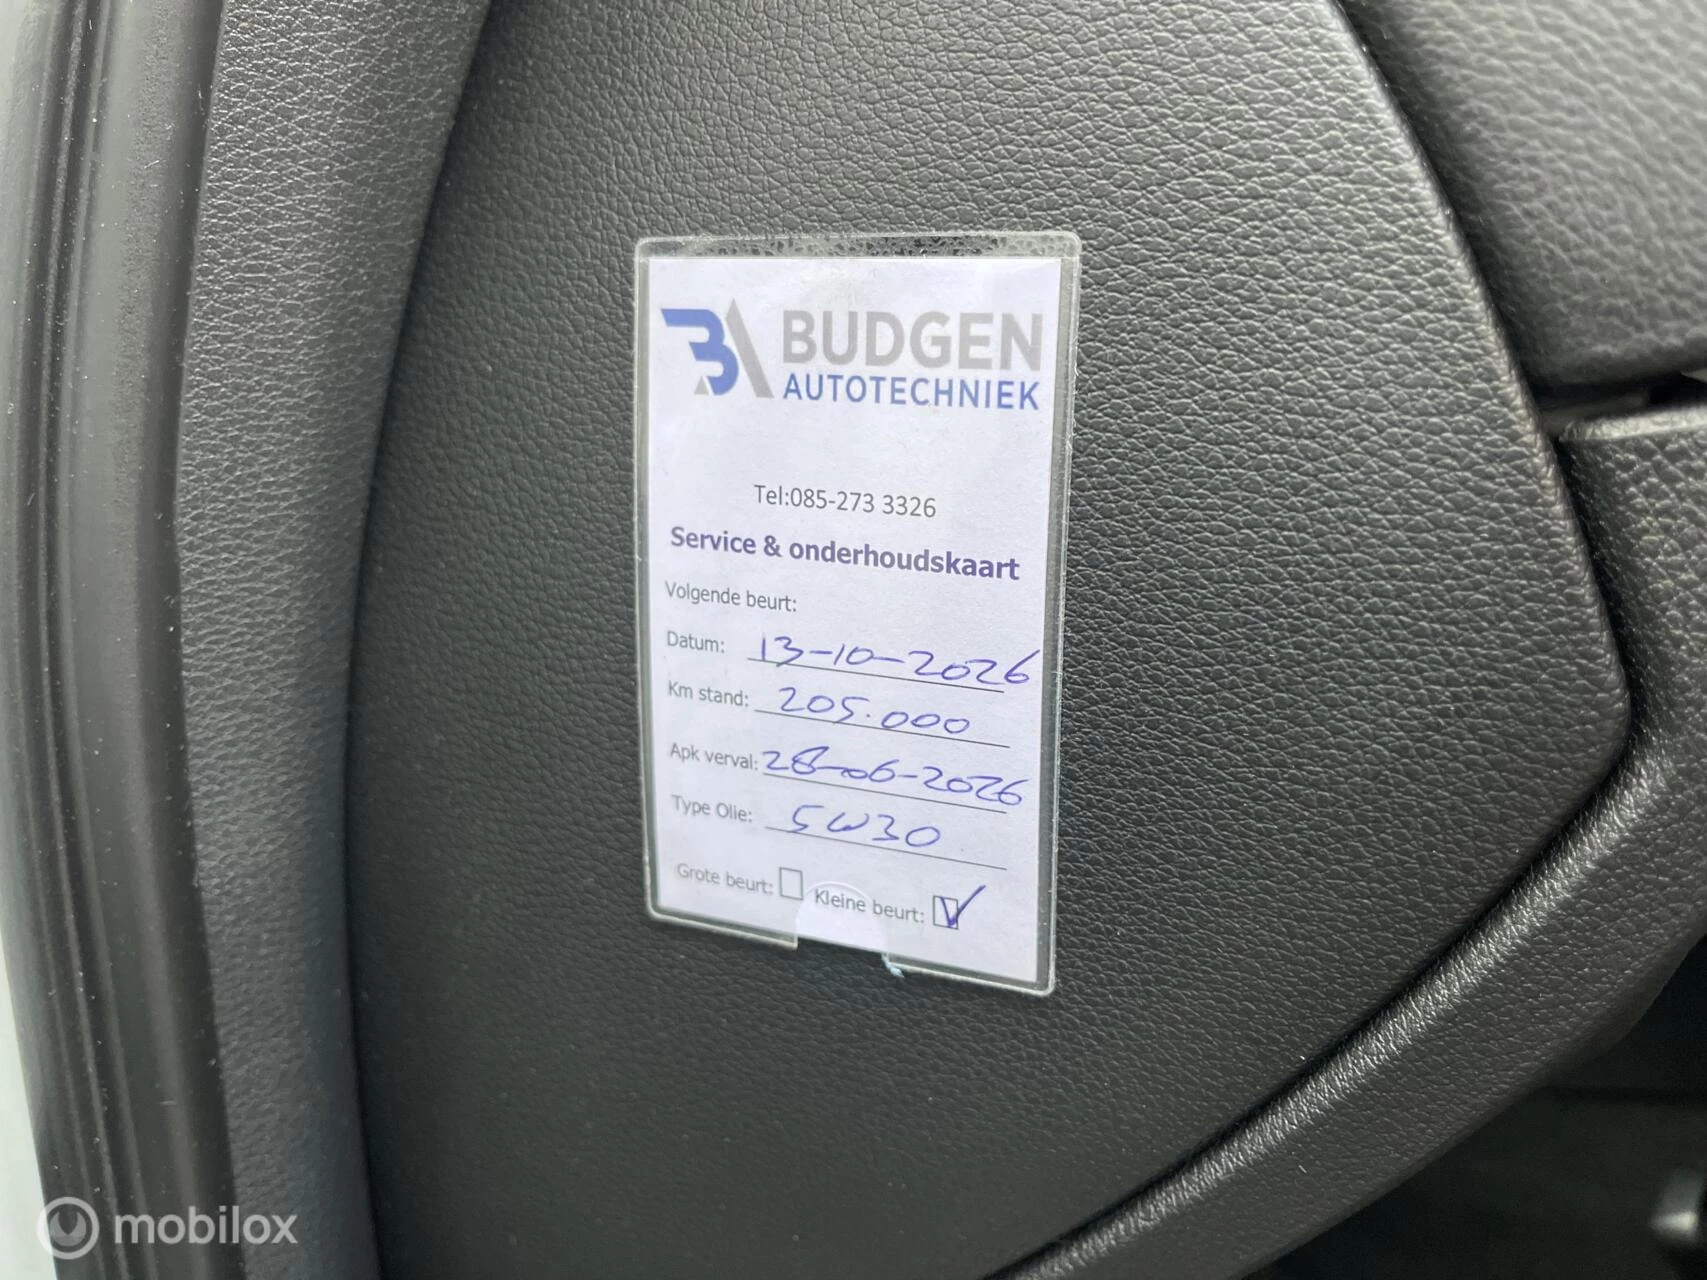 BA BUDGEN
AUTOTECHNIEK
Tel:085-273 3326
Service & onderhoudskaart
Volgende beurt:
Datum: 13-10-2026
Km stand: 205.000
Apk verval: 28-06-2026
Type Olie: 5W30
Grote beurt: Kleine beurt:
mobilox